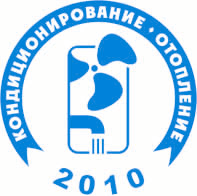 КОНДИЦИОНИРОВАНИЕ • ОТОПЛЕНИЕ
2010